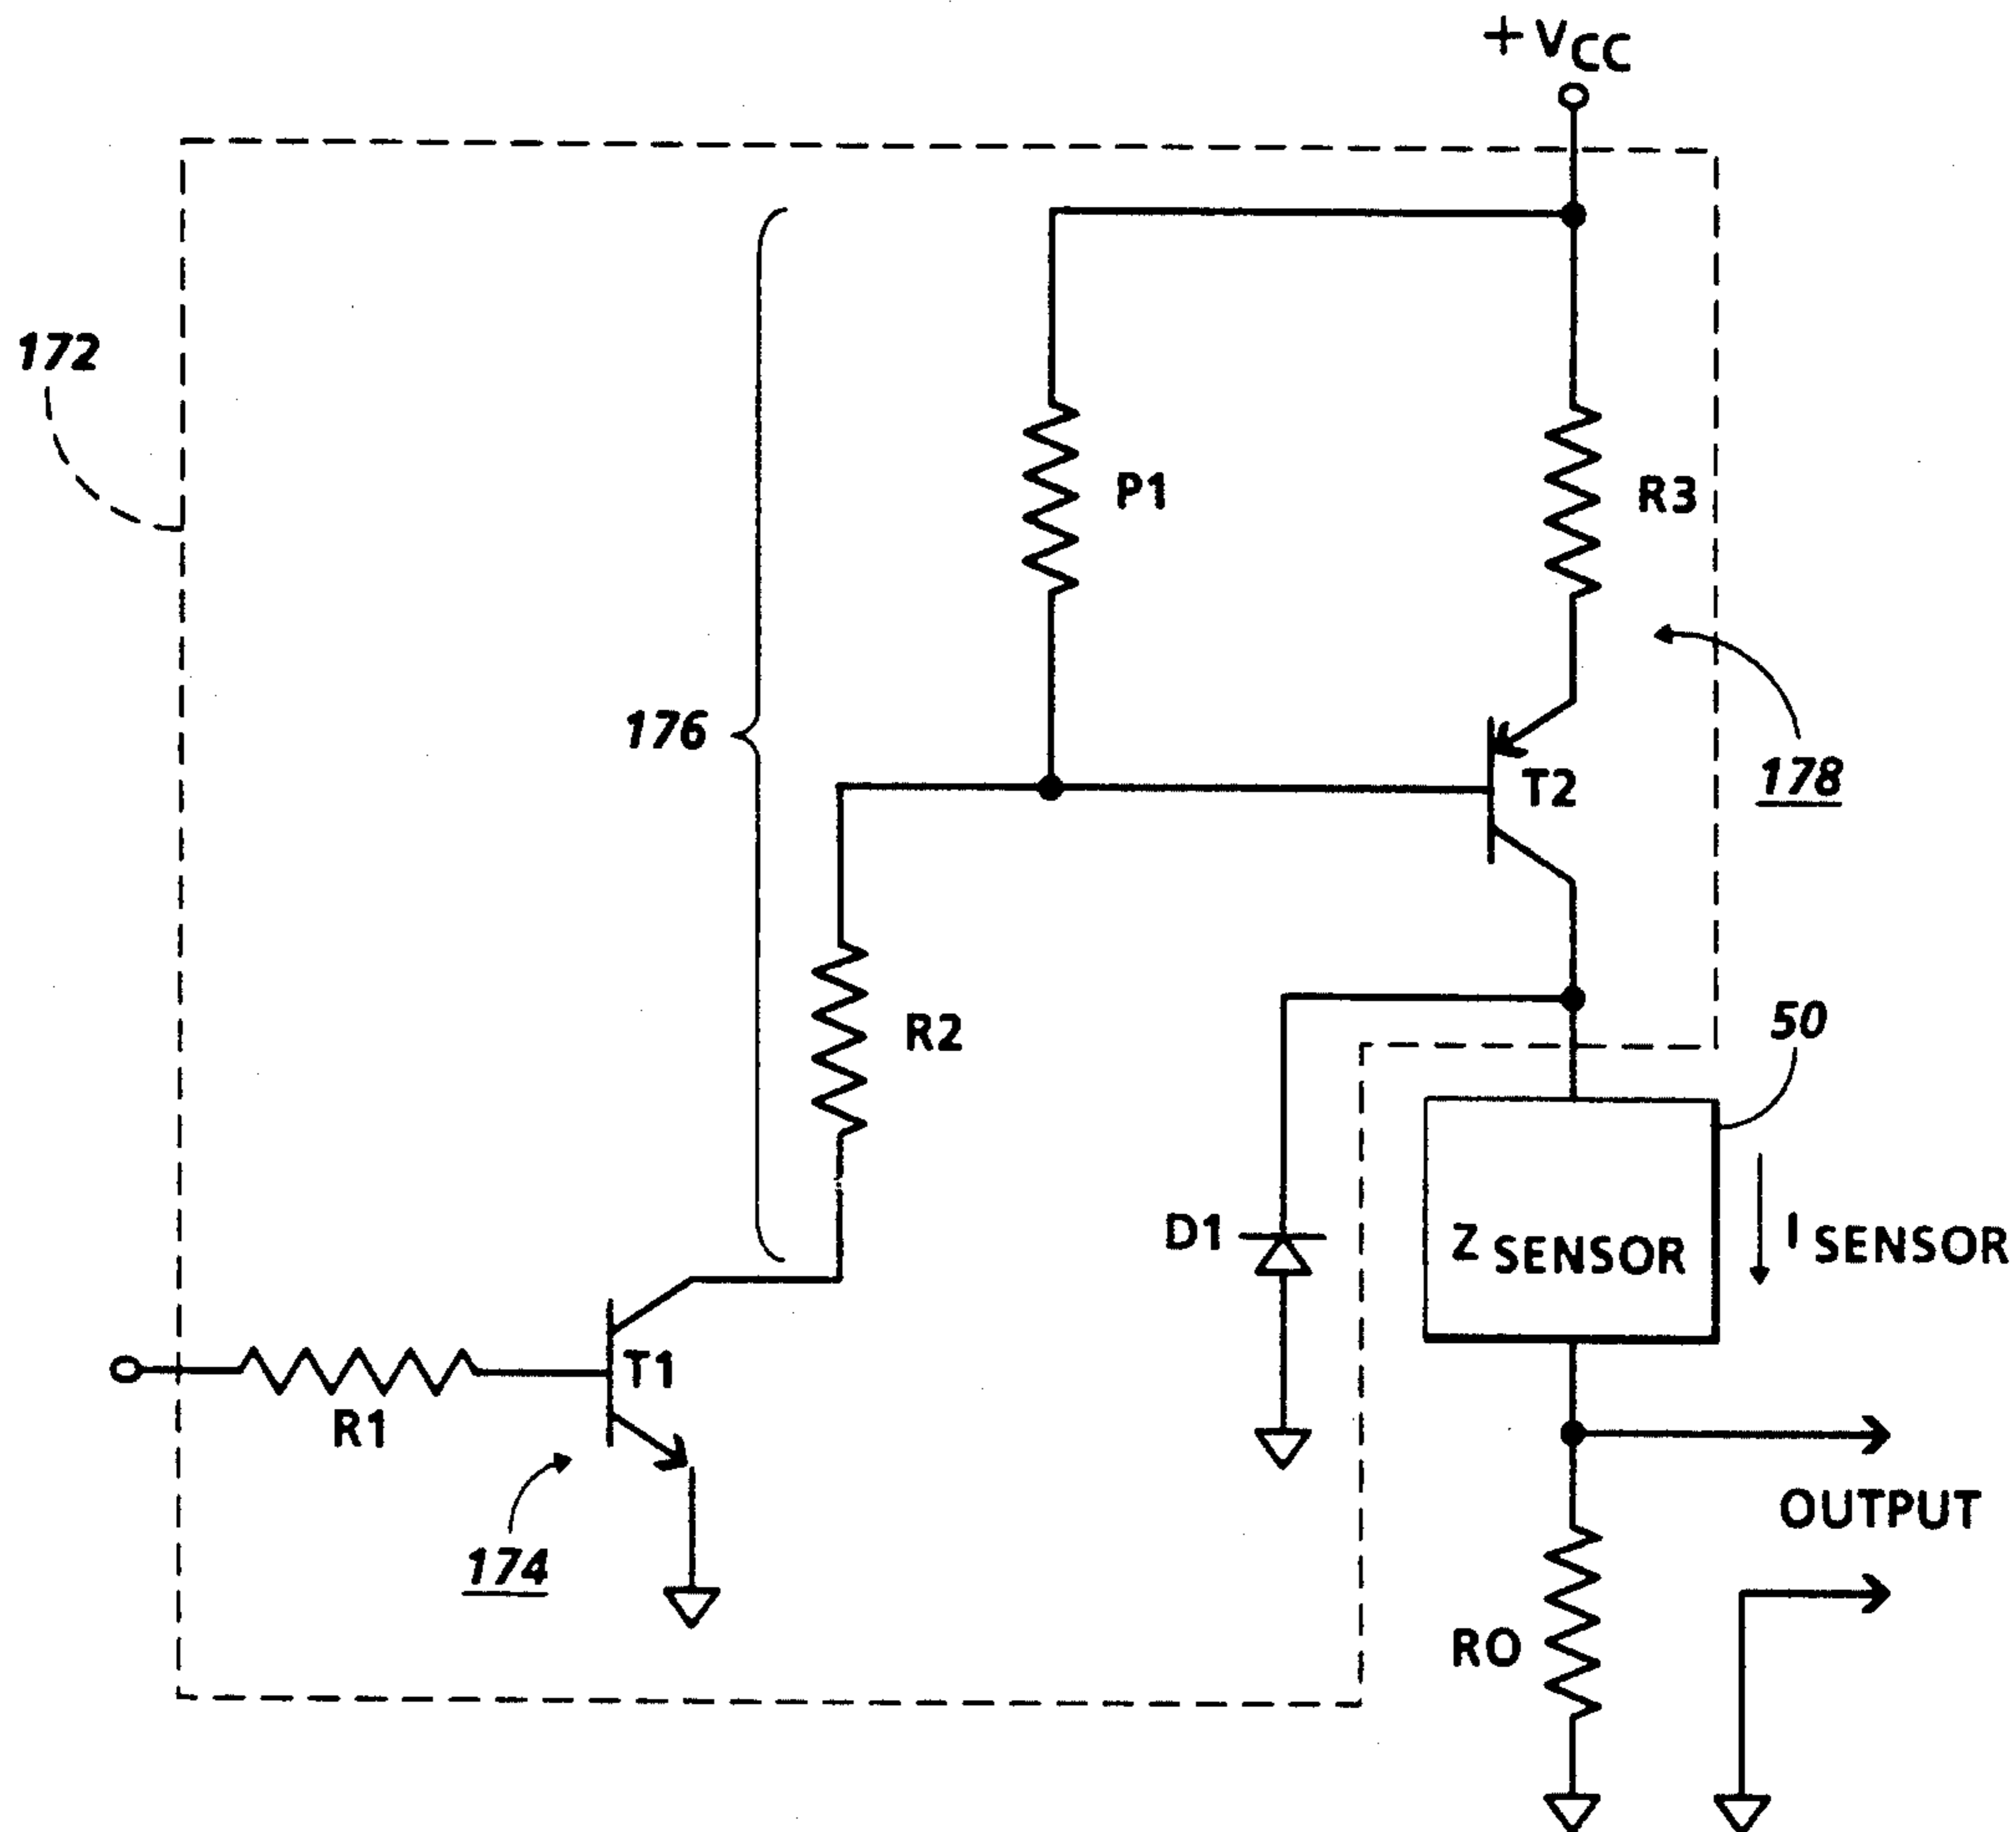 +VCC
172
P1
R3
176
T2
178
R2
50
D1
Z SENSOR
I SENSOR
T1
R1
174
OUTPUT
RO